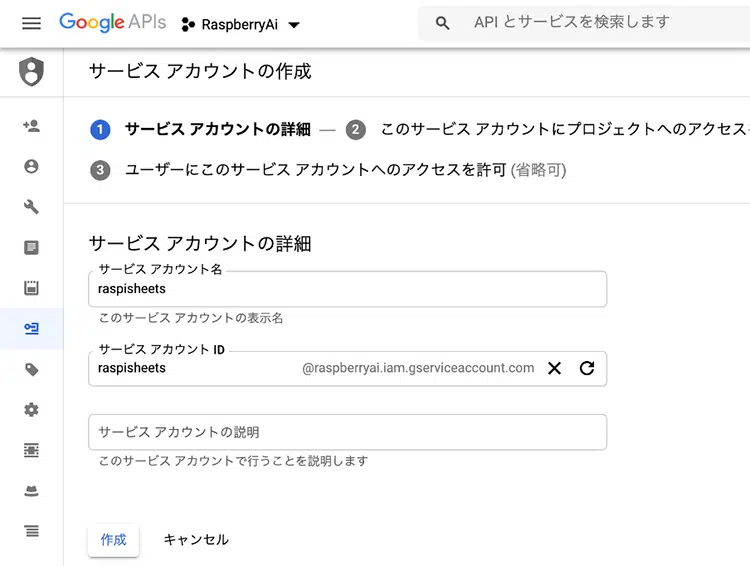 Google APIs RaspberryAi API とサービスを検索します
サービス アカウントの作成
1 サービス アカウントの詳細 — 2 このサービス アカウントにプロジェクトへのアクセス
3 ユーザーにこのサービス アカウントへのアクセスを許可 (省略可)
サービス アカウントの詳細
サービス アカウント名
raspisheets
このサービス アカウントの表示名
サービス アカウント ID
raspisheets @raspberryai.iam.gserviceaccount.com
サービス アカウントの説明
このサービス アカウントで行うことを説明します
作成 キャンセル